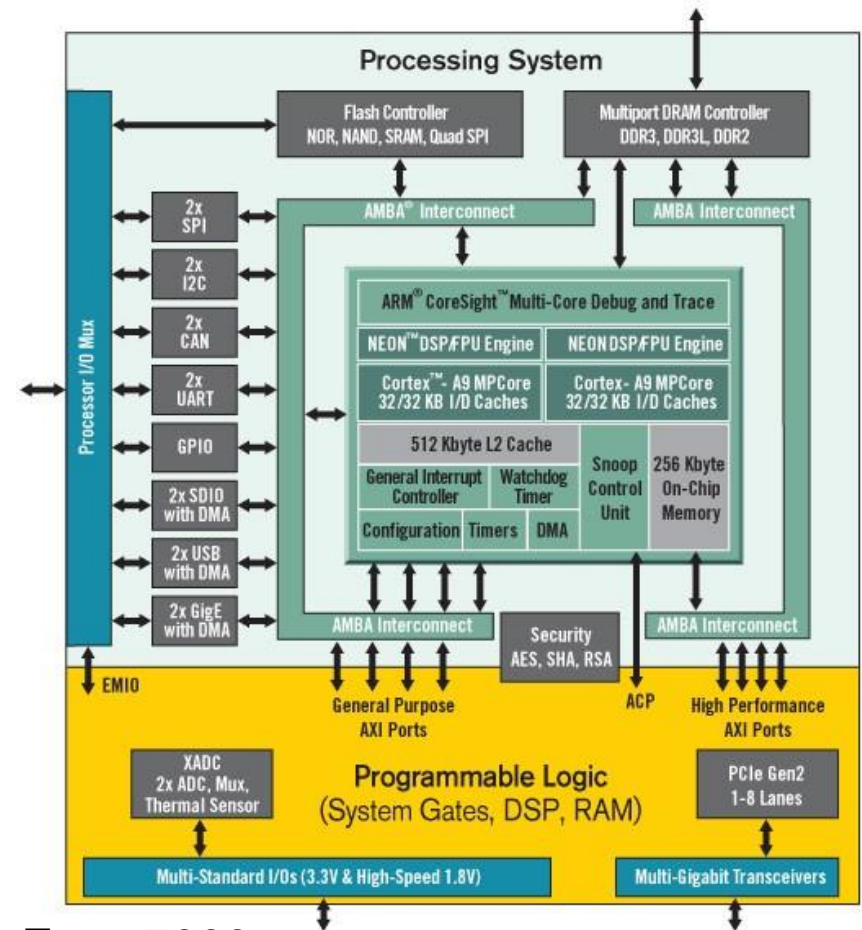 Processing System
Flash Controller
NOR, NAND, SRAM, Quad SPI
Multiport DRAM Controller
DDR3, DDR3L, DDR2
AMBA® Interconnect
AMBA Interconnect
Processor I/O Mux
2x
SPI
2x
I2C
2x
CAN
2x
UART
GPIO
2x SDIO
with DMA
2x USB
with DMA
2x GigE
with DMA
ARM® CoreSight™ Multi-Core Debug and Trace
NEON™ DSP/FPU Engine
NEON DSP/FPU Engine
Cortex™- A9 MPCore
32/32 KB I/D Caches
Cortex- A9 MPCore
32/32 KB I/D Caches
512 Kbyte L2 Cache
General Interrupt
Controller
Watchdog
Timer
Configuration
Timers
DMA
Snoop
Control
Unit
256 Kbyte
On-Chip
Memory
AMBA Interconnect
Security
AES, SHA, RSA
AMBA Interconnect
EMIO
General Purpose
AXI Ports
ACP
High Performance
AXI Ports
XADC
2x ADC, Mux,
Thermal Sensor
Programmable Logic
(System Gates, DSP, RAM)
PCIe Gen2
1-8 Lanes
Multi-Standard I/Os (3.3V & High-Speed 1.8V)
Multi-Gigabit Transceivers